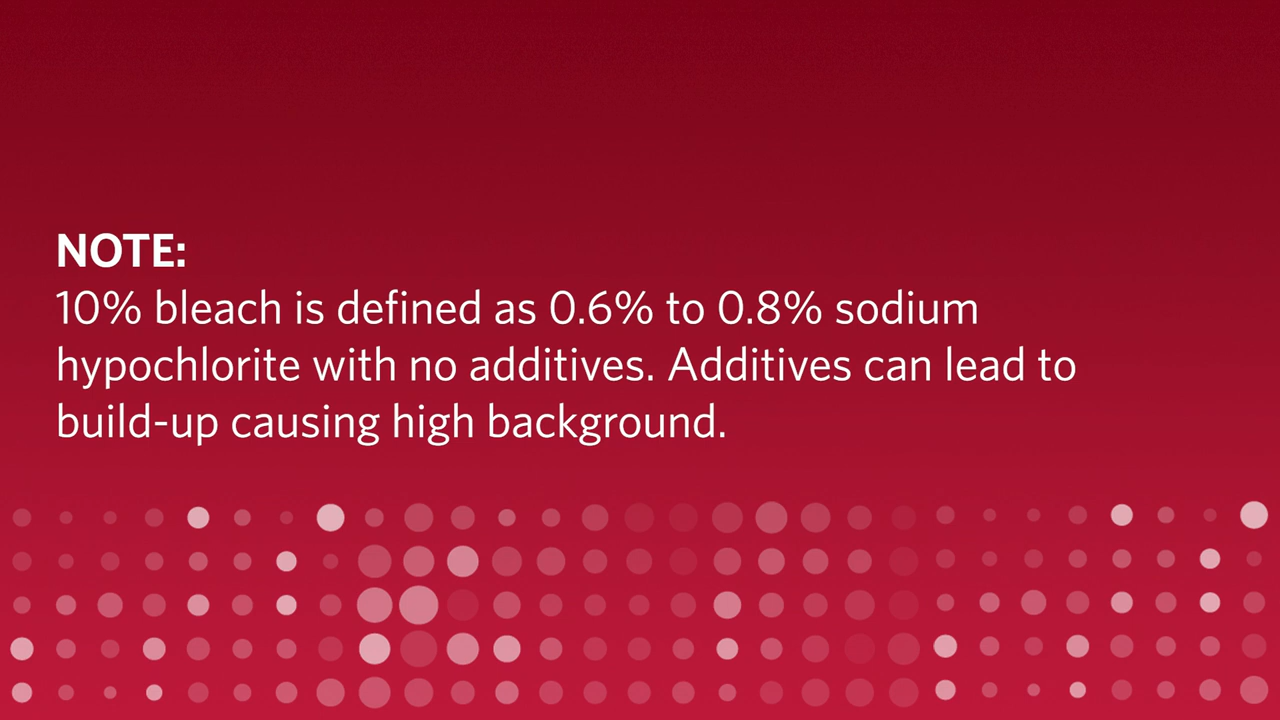 NOTE:
10% bleach is defined as 0.6% to 0.8% sodium
hypochlorite with no additives. Additives can lead to
build-up causing high background.